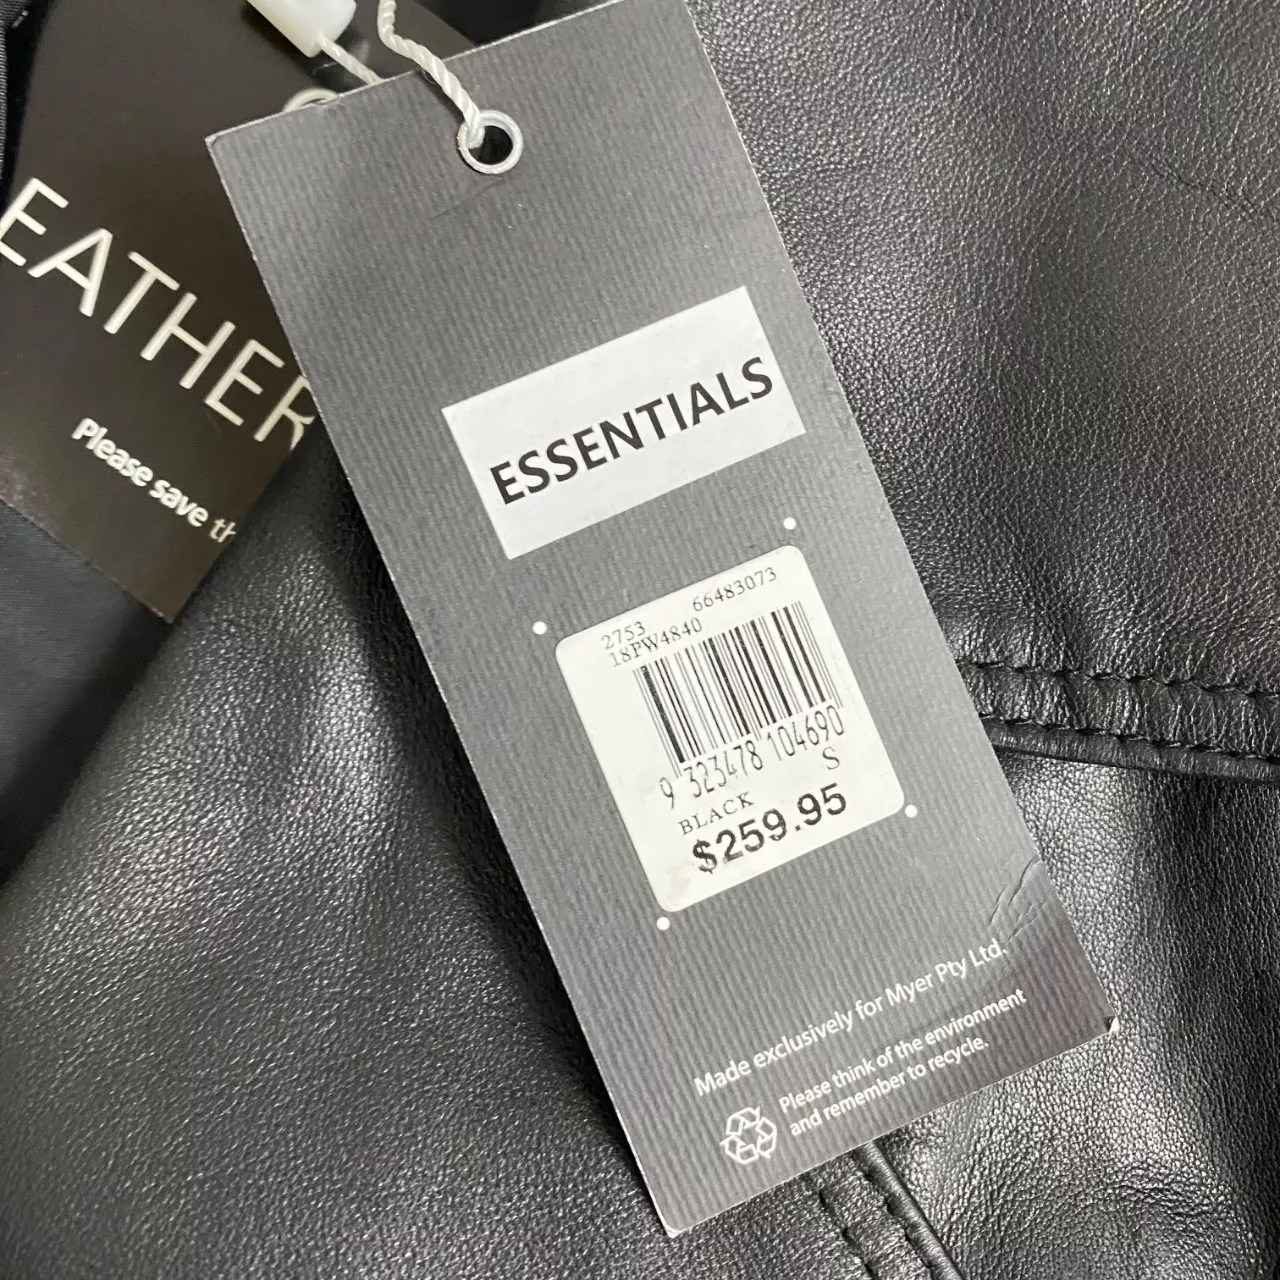 EATHER
Please save th
ESSENTIALS
2753 66483073
18PW4840
9 323478 104690
S
BLACK
$259.95
Made exclusively for Myer Pty Ltd.
Please think of the environment
and remember to recycle.